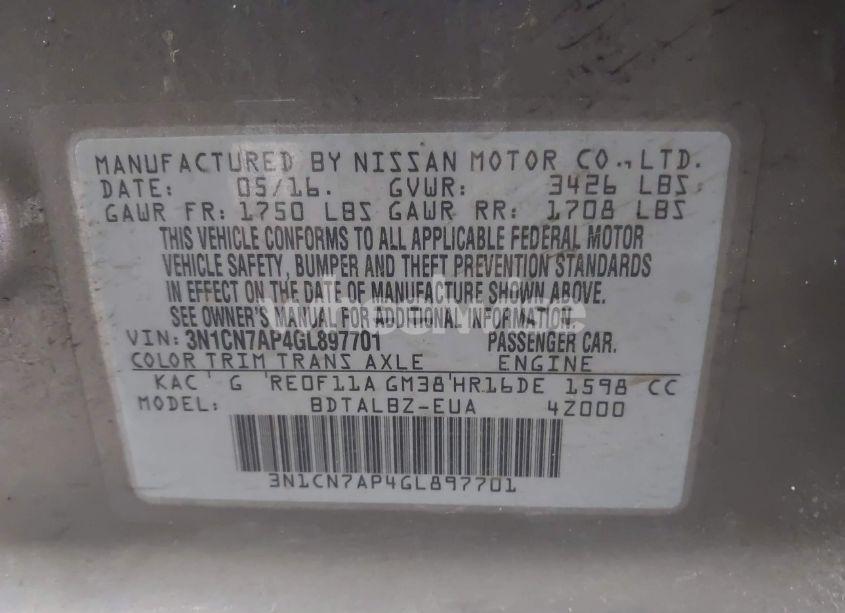 MANUFACTURED BY NISSAN MOTOR CO., LTD.
DATE: 05/16. GVWR: 3426 LBS
GAWR FR: 1750 LBS GAWR RR: 1708 LBS
THIS VEHICLE CONFORMS TO ALL APPLICABLE FEDERAL MOTOR
VEHICLE SAFETY, BUMPER AND THEFT PREVENTION STANDARDS
IN EFFECT ON THE DATE OF MANUFACTURE SHOWN ABOVE.
SEE OWNER'S MANUAL FOR ADDITIONAL INFORMATION.
VIN: 3N1CN7AP4GL897701 PASSENGER CAR.
COLOR TRIM TRANS AXLE ENGINE
KAC G RE0F11A GM38 HR16DE 1598 CC
MODEL: BDTALBZ-EUA 4Z000
3N1CN7AP4GL897701